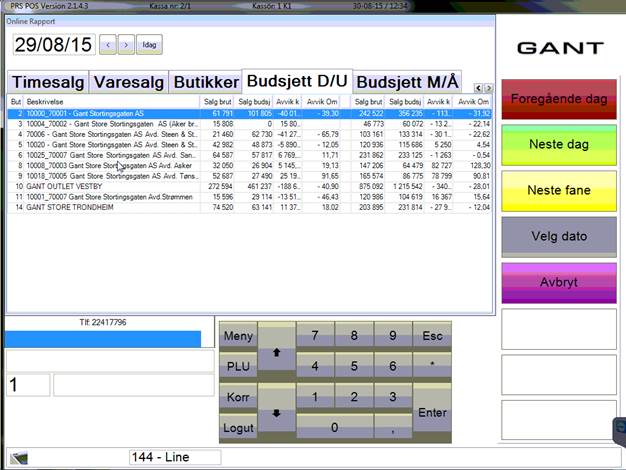 PRS POS Version 2.1.4.3 Kassa nr: 2/1 Kassör: 1 K1 30-08-15 / 12:34
Online Rapport
29/08/15 < > Idag
GANT
Timesalg Varesalg Butikker Budsjett D/U Budsjett M/Å
But Beskrivelse Salg brut Salg budsj Avvik k Avvik Om Salg brut Salg budsj Avvik k Avvik Om
2 10000_70001 - Gant Stortingsgaten AS 61 791 101 805 -40 01... - 39,30 242 522 356 235 - 113... - 31,92
3 10004_70002 - Gant Store Stortingsgaten AS (Aker br... 15 808 0 15 80... 46 773 60 072 - 13 2... - 22,14
4 70006 - Gant Store Stortingsgaten AS Avd. Steen & St... 21 460 62 730 -41 27... - 65,79 103 161 133 314 - 30 1... - 22,62
5 10020 - Gant Store Stortingsgaten AS Avd. Steen & St... 42 982 48 873 -5 890... - 12,05 120 936 115 686 5 250 4,54
6 10025_70007 Gant Store Stortingsgaten AS Avd. San... 64 587 57 817 6 769... 11,71 231 862 233 125 - 1 263 - 0,54
8 10018_70003 Gant Store Stortingsgaten AS Avd. Asker 32 050 26 904 5 145... 19,13 147 206 64 479 82 727 128,30
9 10018_70005 - Gant Store Stortingsgaten AS Avd. Tøns... 52 687 27 490 25 19... 91,65 165 574 86 775 78 799 90,81
10 GANT OUTLET VESTBY 272 594 461 237 -188 6... - 40,90 875 092 1 215 542 - 340... - 28,01
11 10001_70007 Gant Store Stortingsgaten Avd.Strømmen 15 596 29 114 -13 51... - 46,43 120 986 104 619 16 367 15,64
14 GANT STORE TRONDHEIM 74 520 63 141 11 37... 18,02 203 895 231 814 - 27 9... - 12,04
Foregående dag
Neste dag
Neste fane
Velg dato
Avbryt
Tlf: 22417796
1
Meny 7 8 9 Esc
PLU 4 5 6 *
Korr 1 2 3
Logut 0 , Enter
144 - Line